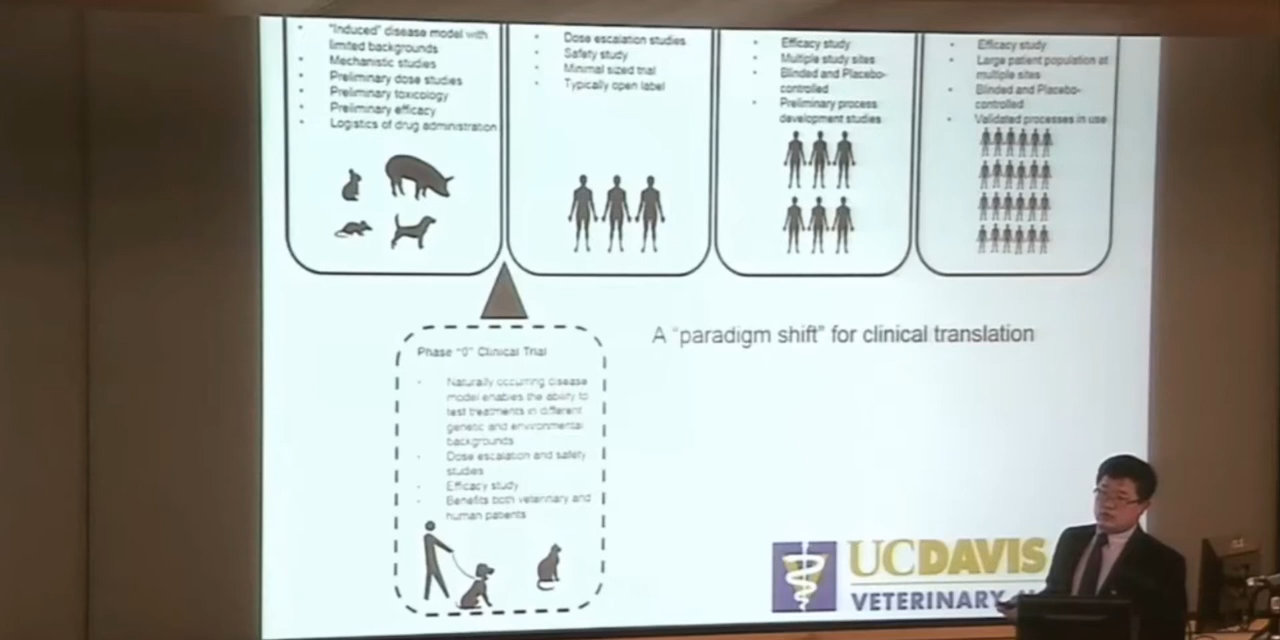 "Induced" disease model with
limited backgrounds
Mechanistic studies
Preliminary dose studies
Preliminary toxicology
Preliminary efficacy
Logistics of drug administration
Dose escalation studies
Safety study
Minimal sized trial
Typically open label
Efficacy study
Multiple study sites
Blinded and Placebo-
controlled
Preliminary process
development studies
Efficacy study
Large patient population at
multiple sites
Blinded and Placebo-
controlled
Validated processes in use
A "paradigm shift" for clinical translation
Phase "0" Clinical Trial
Naturally occurring disease
model enables the ability to
test treatments in different
genetic and environmental
backgrounds
Dose escalation and safety
studies
Efficacy study
Benefits both veterinary and
human patients
UCDAVIS
VETERINARY